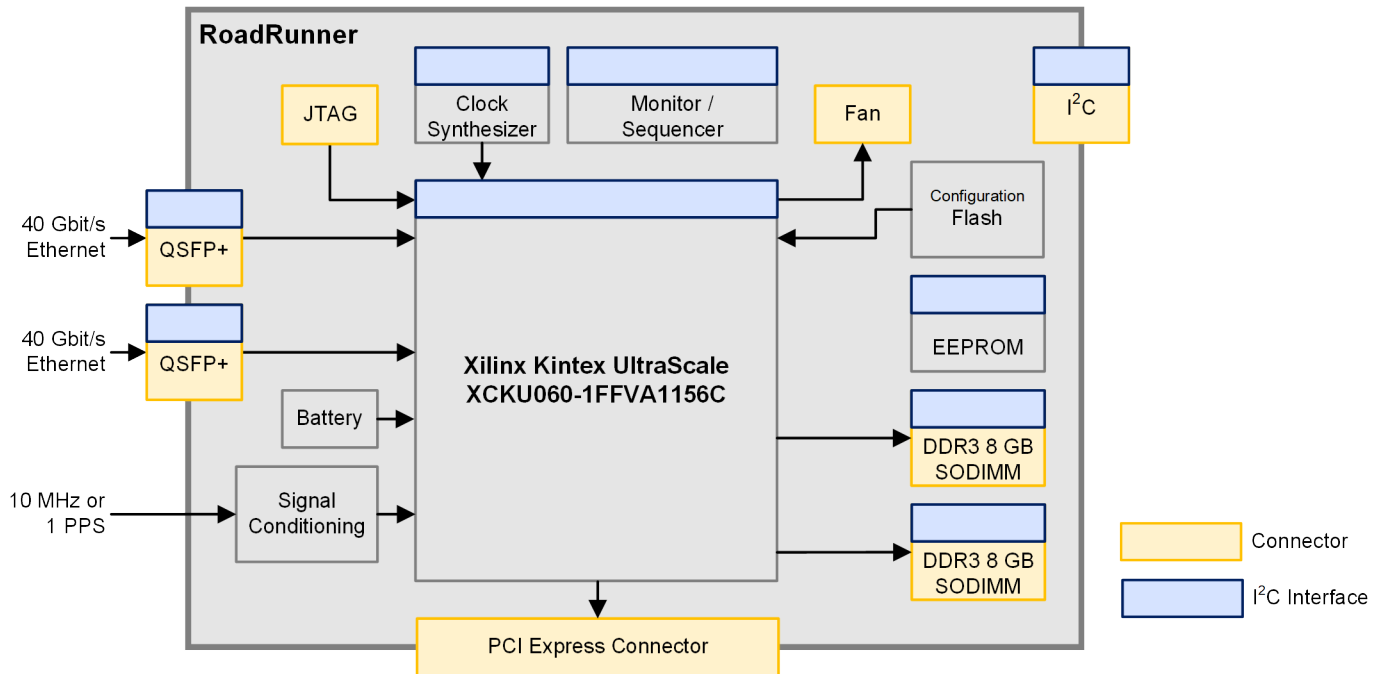 RoadRunner
JTAG
Clock
Synthesizer
Monitor /
Sequencer
Fan
I²C
Configuration
Flash
40 Gbit/s
Ethernet
QSFP+
EEPROM
40 Gbit/s
Ethernet
QSFP+
Xilinx Kintex UltraScale
XCKU060-1FFVA1156C
Battery
DDR3 8 GB
SODIMM
10 MHz or
1 PPS
Signal
Conditioning
DDR3 8 GB
SODIMM
PCI Express Connector
Connector
I²C Interface